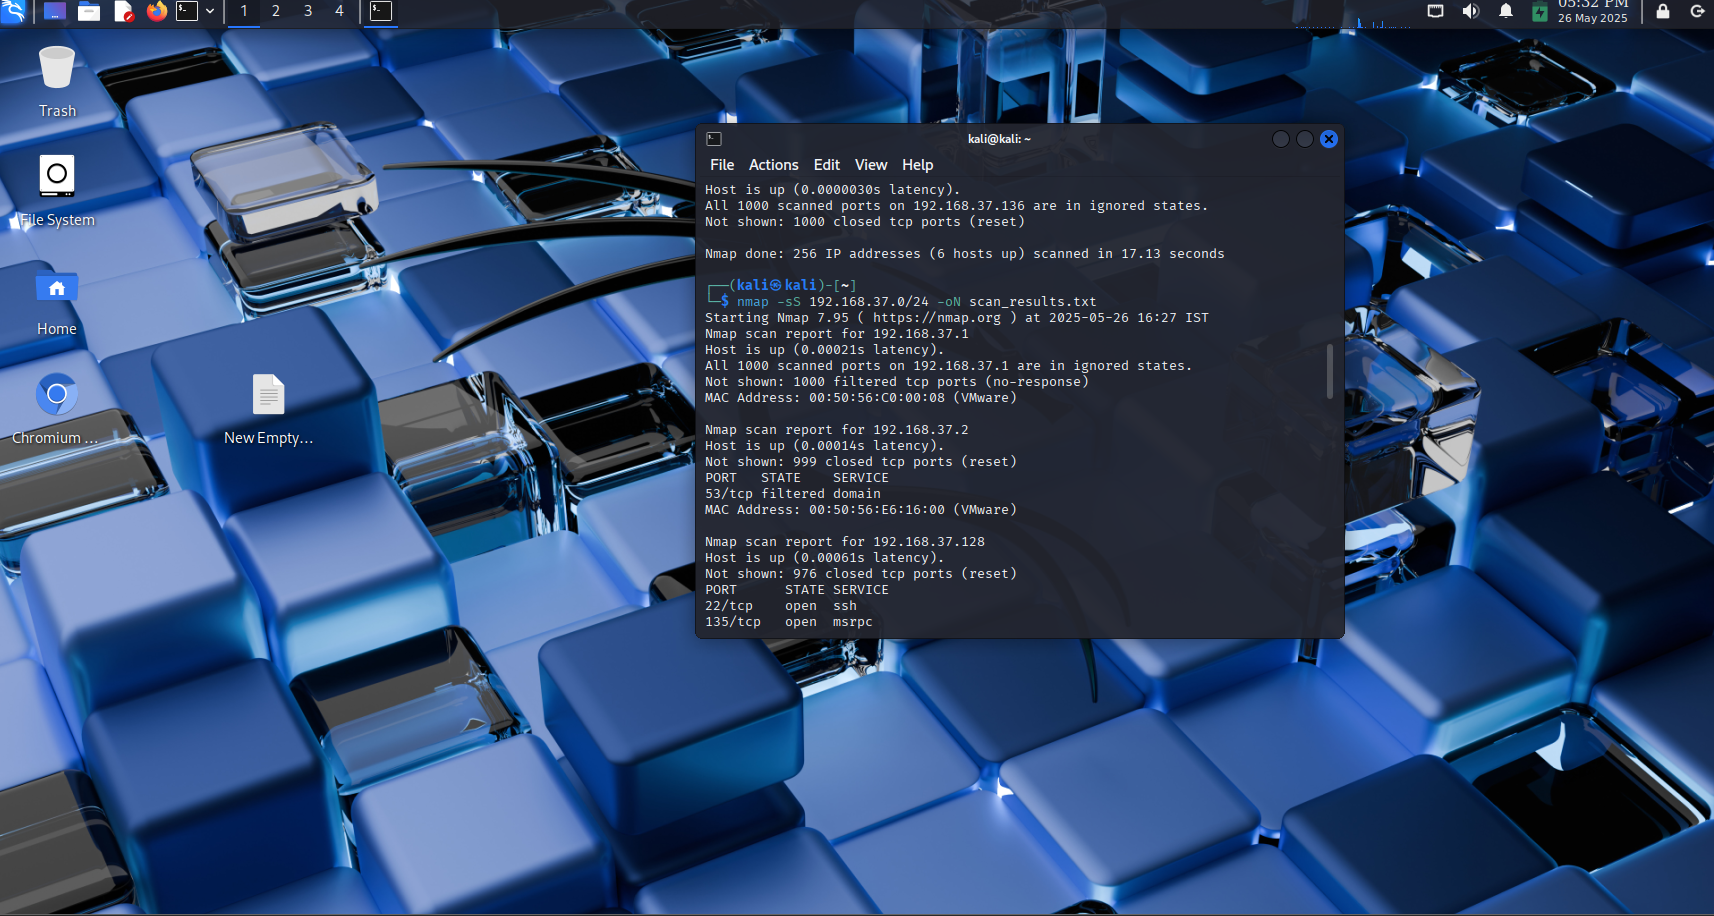 1 2 3 4
05:32 PM
26 May 2025
Trash
File System
Home
Chromium ...
New Empty...
kali@kali: ~
File Actions Edit View Help
Host is up (0.0000030s latency).
All 1000 scanned ports on 192.168.37.136 are in ignored states.
Not shown: 1000 closed tcp ports (reset)
Nmap done: 256 IP addresses (6 hosts up) scanned in 17.13 seconds
┌──(kali㉿kali)-[~]
└─$ nmap -sS 192.168.37.0/24 -oN scan_results.txt
Starting Nmap 7.95 ( https://nmap.org ) at 2025-05-26 16:27 IST
Nmap scan report for 192.168.37.1
Host is up (0.00021s latency).
All 1000 scanned ports on 192.168.37.1 are in ignored states.
Not shown: 1000 filtered tcp ports (no-response)
MAC Address: 00:50:56:C0:00:08 (VMware)
Nmap scan report for 192.168.37.2
Host is up (0.00014s latency).
Not shown: 999 closed tcp ports (reset)
PORT   STATE    SERVICE
53/tcp filtered domain
MAC Address: 00:50:56:E6:16:00 (VMware)
Nmap scan report for 192.168.37.128
Host is up (0.00061s latency).
Not shown: 976 closed tcp ports (reset)
PORT      STATE SERVICE
22/tcp    open  ssh
135/tcp   open  msrpc